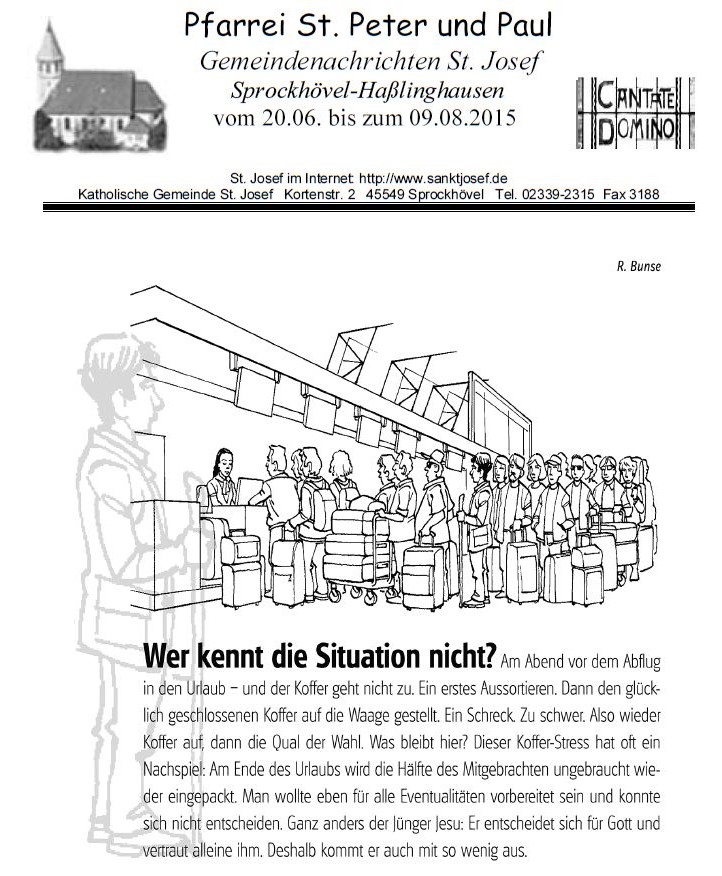 Pfarrei St. Peter und Paul
Gemeindenachrichten St. Josef
Sprockhövel-Haßlinghausen
vom 20.06. bis zum 09.08.2015
CANTATE
DOMINO
St. Josef im Internet: http://www.sanktjosef.de
Katholische Gemeinde St. Josef Kortenstr. 2 45549 Sprockhövel Tel. 02339-2315 Fax 3188
R. Bunse
Wer kennt die Situation nicht? Am Abend vor dem Abflug
in den Urlaub – und der Koffer geht nicht zu. Ein erstes Aussortieren. Dann den glück-
lich geschlossenen Koffer auf die Waage gestellt. Ein Schreck. Zu schwer. Also wieder
Koffer auf, dann die Qual der Wahl. Was bleibt hier? Dieser Koffer-Stress hat oft ein
Nachspiel: Am Ende des Urlaubs wird die Hälfte des Mitgebrachten ungebraucht wie-
der eingepackt. Man wollte eben für alle Eventualitäten vorbereitet sein und konnte
sich nicht entscheiden. Ganz anders der Jünger Jesu: Er entscheidet sich für Gott und
vertraut alleine ihm. Deshalb kommt er auch mit so wenig aus.